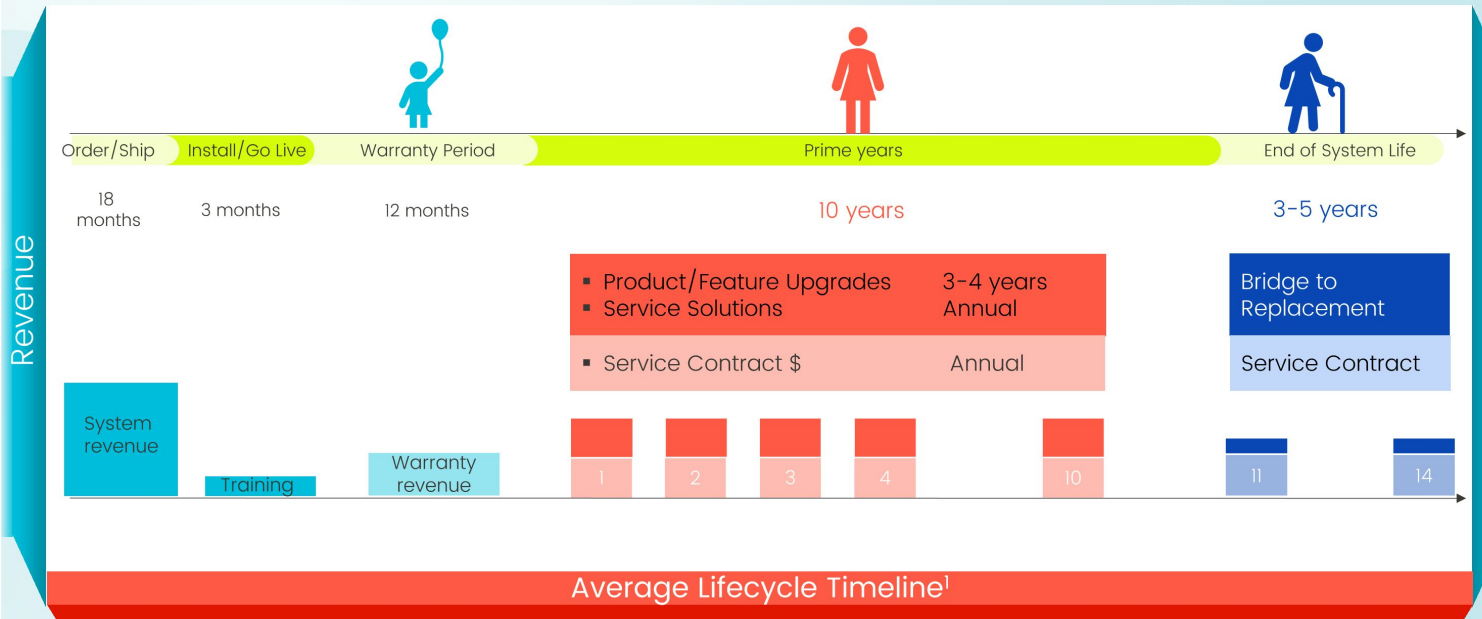 Revenue
Order/Ship
Install/Go Live
Warranty Period
Prime years
End of System Life
18
months
3 months
12 months
10 years
3-5 years
▪ Product/Feature Upgrades 3-4 years
▪ Service Solutions Annual
▪ Service Contract $ Annual
Bridge to
Replacement
Service Contract
System
revenue
Training
Warranty
revenue
1
2
3
4
10
11
14
Average Lifecycle Timeline¹